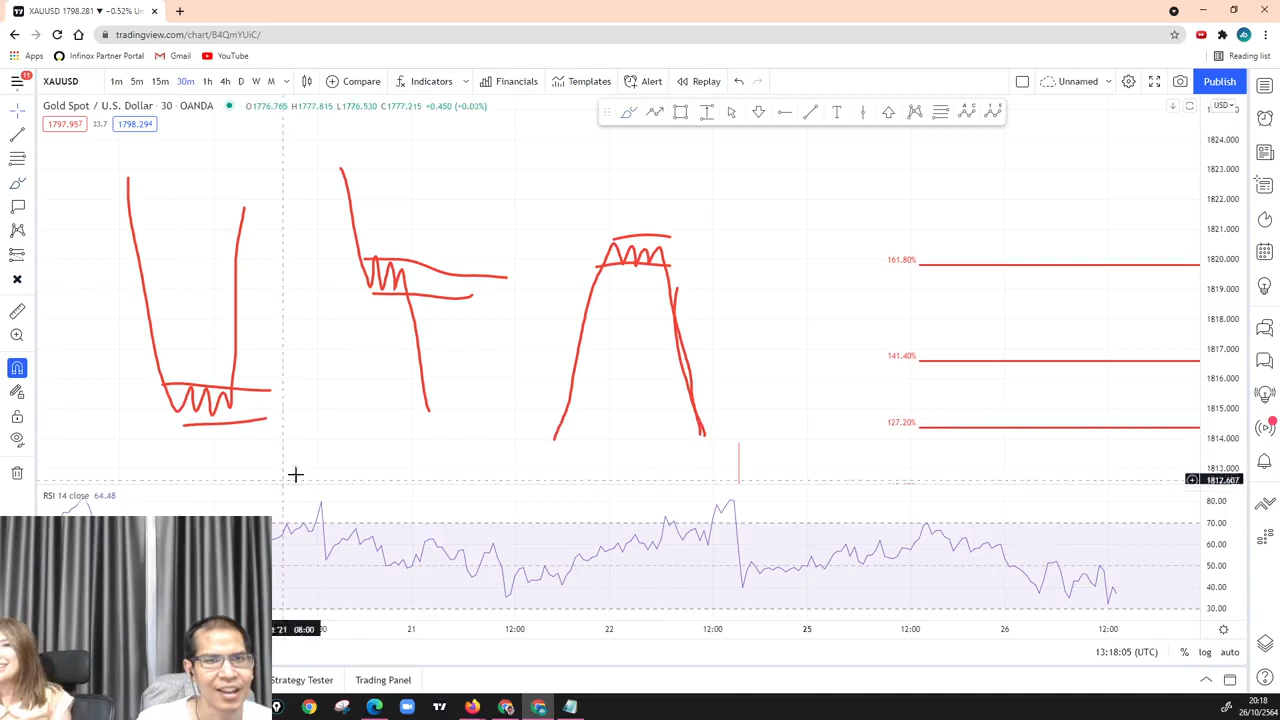 XAUUSD 1798.281 ▼ −0.52% Un
tradingview.com/chart/B4QmYUiC/
Apps Infinox Partner Portal Gmail YouTube Reading list
11
XAUUSD 1m 5m 15m 30m 1h 4h D W M Compare Indicators Financials Templates Alert Replay Unnamed Publish
Gold Spot / U.S. Dollar · 30 · OANDA O1776.765 H1777.815 L1776.530 C1777.215 +0.450 (+0.03%)
USD
1797.957 33.7 1798.294
1824.000
1823.000
1822.000
1821.000
161.80% 1820.000
1819.000
1818.000
1817.000
141.40%
1816.000
1815.000
127.20%
1814.000
1813.000
1812.607
RSI 14 close 64.48
80.00
70.00
60.00
50.00
40.00
30.00
'21 08:00 21 12:00 22 12:00 25 12:00 26 12:00
13:18:05 (UTC) % log auto
Strategy Tester Trading Panel
20:18
26/10/2564